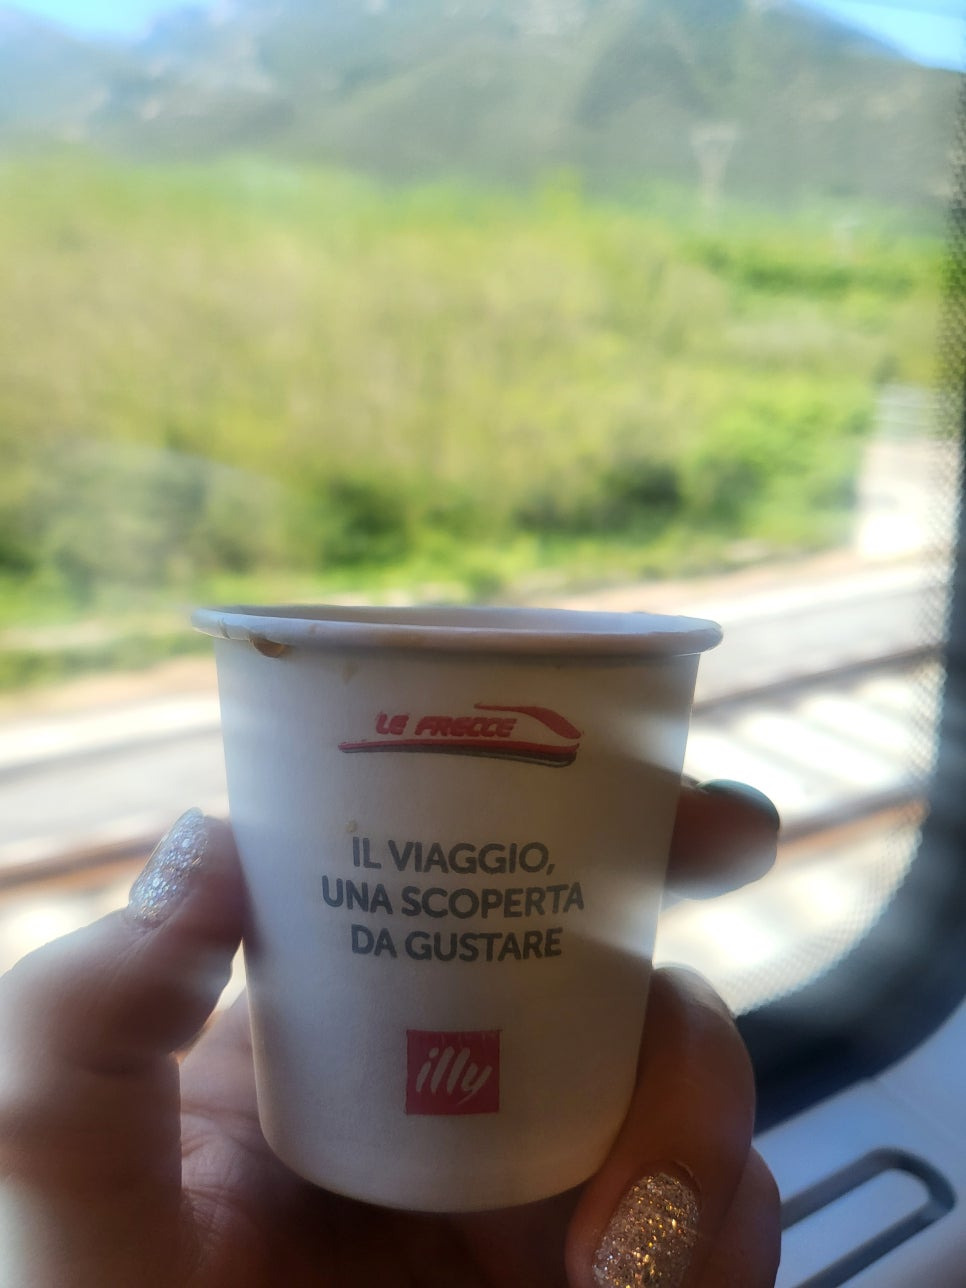 LE FRECCE
IL VIAGGIO,
UNA SCOPERTA
DA GUSTARE
illy